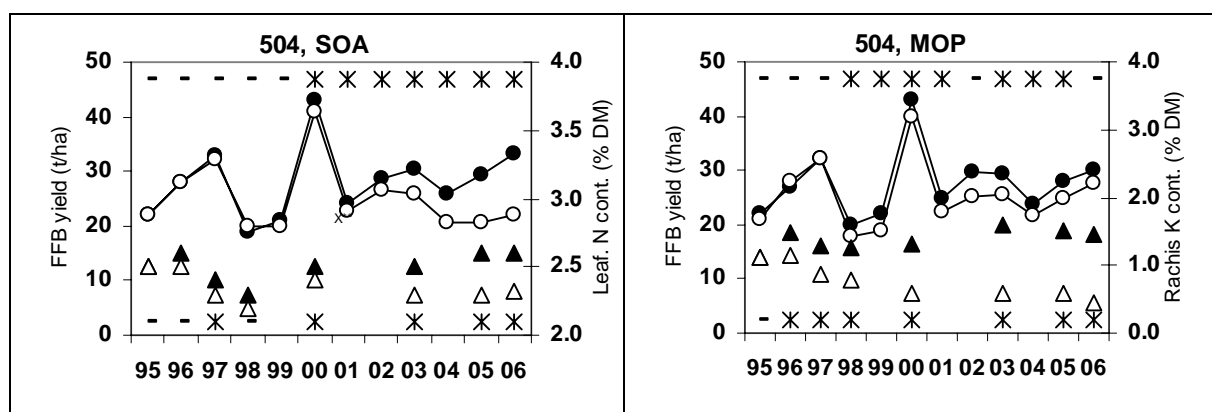 504, SOA
50
40
30
20
10
0
FFB yield (t/ha)
4.0
3.5
3.0
2.5
2.0
Leaf. N cont. (% DM)
95 96 97 98 99 00 01 02 03 04 05 06
504, MOP
50
40
30
20
10
0
FFB yield (t/ha)
4.0
3.0
2.0
1.0
0.0
Rachis K cont. (% DM)
95 96 97 98 99 00 01 02 03 04 05 06